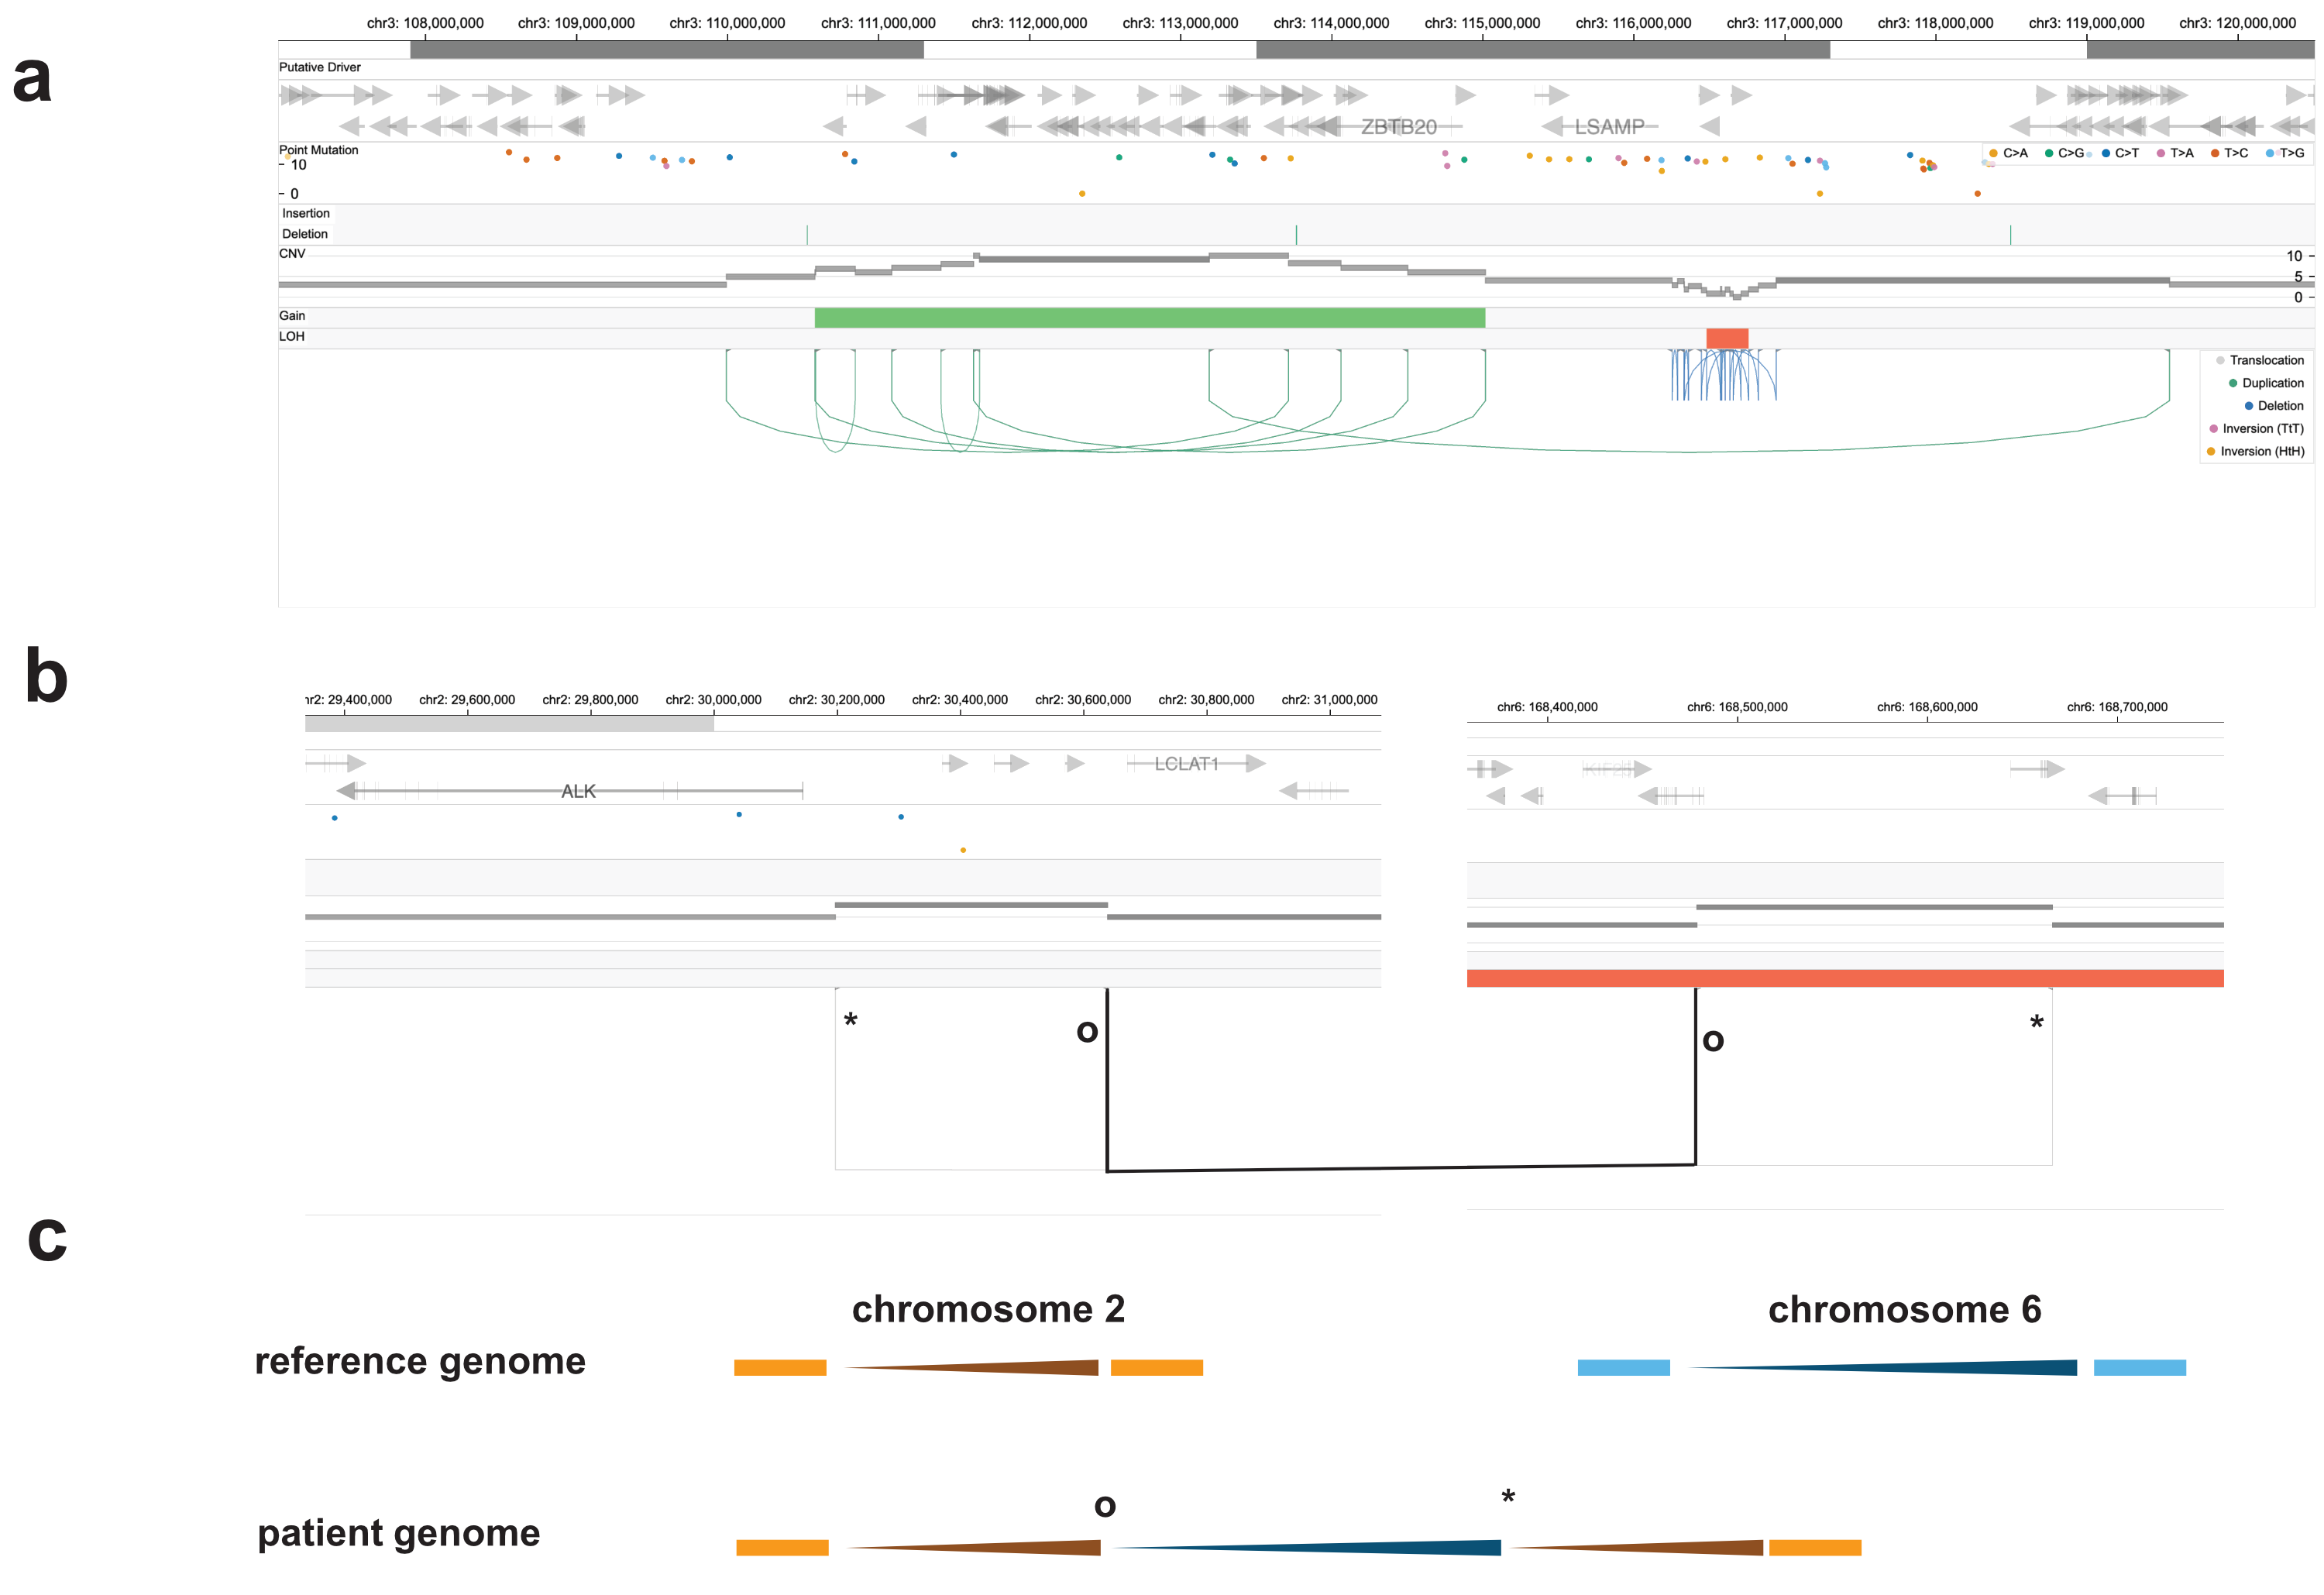 a
chr3: 108,000,000 chr3: 109,000,000 chr3: 110,000,000 chr3: 111,000,000 chr3: 112,000,000 chr3: 113,000,000 chr3: 114,000,000 chr3: 115,000,000 chr3: 116,000,000 chr3: 117,000,000 chr3: 118,000,000 chr3: 119,000,000 chr3: 120,000,000
Putative Driver
ZBTB20 LSAMP
Point Mutation
C>A C>G C>T T>A T>C T>G
10
0
Insertion
Deletion
CNV
10
5
0
Gain
LOH
Translocation
Duplication
Deletion
Inversion (TtT)
Inversion (HtH)
b
nr2: 29,400,000 chr2: 29,600,000 chr2: 29,800,000 chr2: 30,000,000 chr2: 30,200,000 chr2: 30,400,000 chr2: 30,600,000 chr2: 30,800,000 chr2: 31,000,000
chr6: 168,400,000 chr6: 168,500,000 chr6: 168,600,000 chr6: 168,700,000
LCLAT1
ALK
* o o *
c
chromosome 2 chromosome 6
reference genome
o *
patient genome